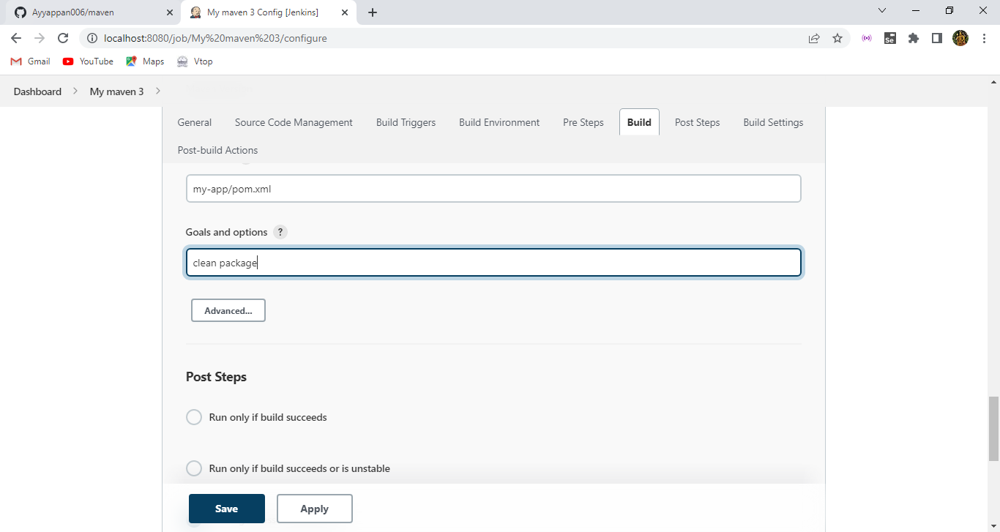 Ayyappan006/maven
My maven 3 Config [Jenkins]
localhost:8080/job/My%20maven%203/configure
Se
Gmail
YouTube
Maps
Vtop
Dashboard
My maven 3
General
Source Code Management
Build Triggers
Build Environment
Pre Steps
Build
Post Steps
Build Settings
Post-build Actions
my-app/pom.xml
Goals and options ?
clean package
Advanced...
Post Steps
Run only if build succeeds
Run only if build succeeds or is unstable
Save
Apply